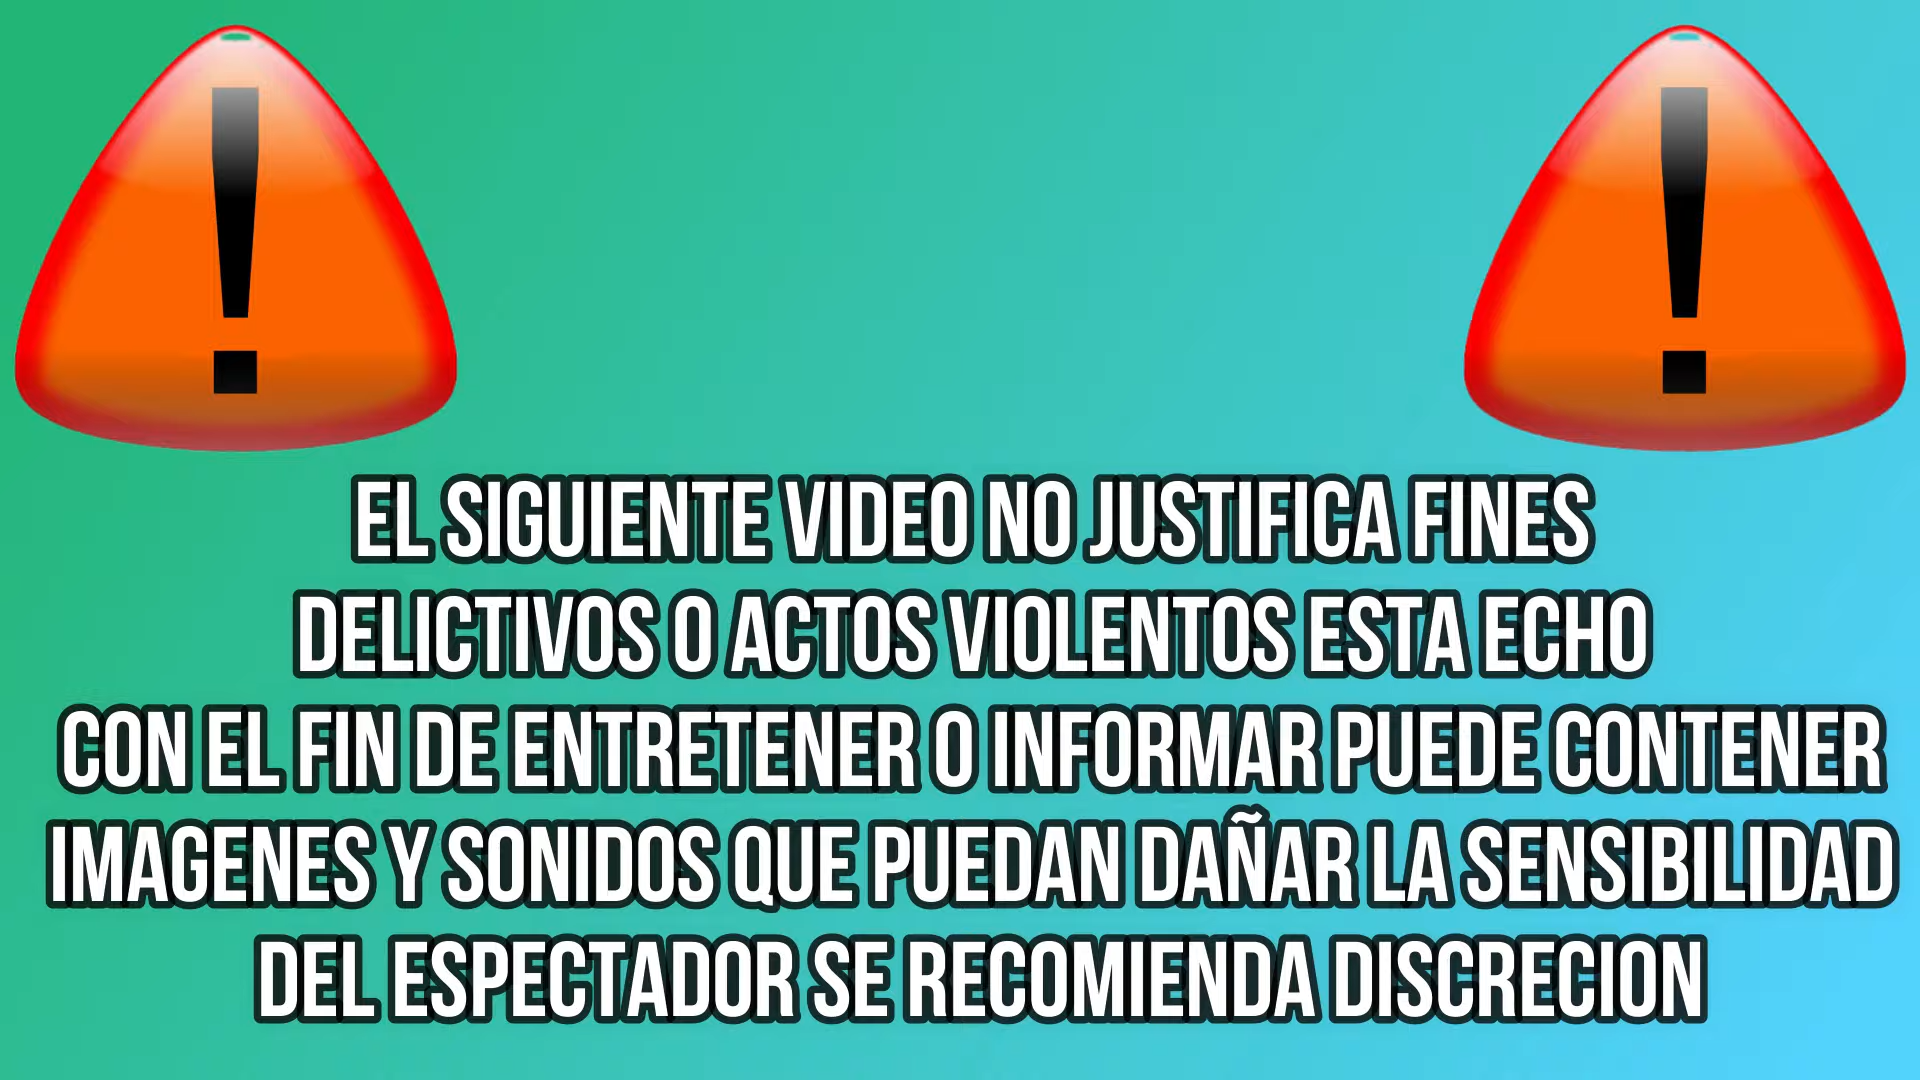 EL SIGUIENTE VIDEO NO JUSTIFICA FINES
DELICTIVOS O ACTOS VIOLENTOS ESTA ECHO
CON EL FIN DE ENTRETENER O INFORMAR PUEDE CONTENER
IMAGENES Y SONIDOS QUE PUEDAN DAÑAR LA SENSIBILIDAD
DEL ESPECTADOR SE RECOMIENDA DISCRECION